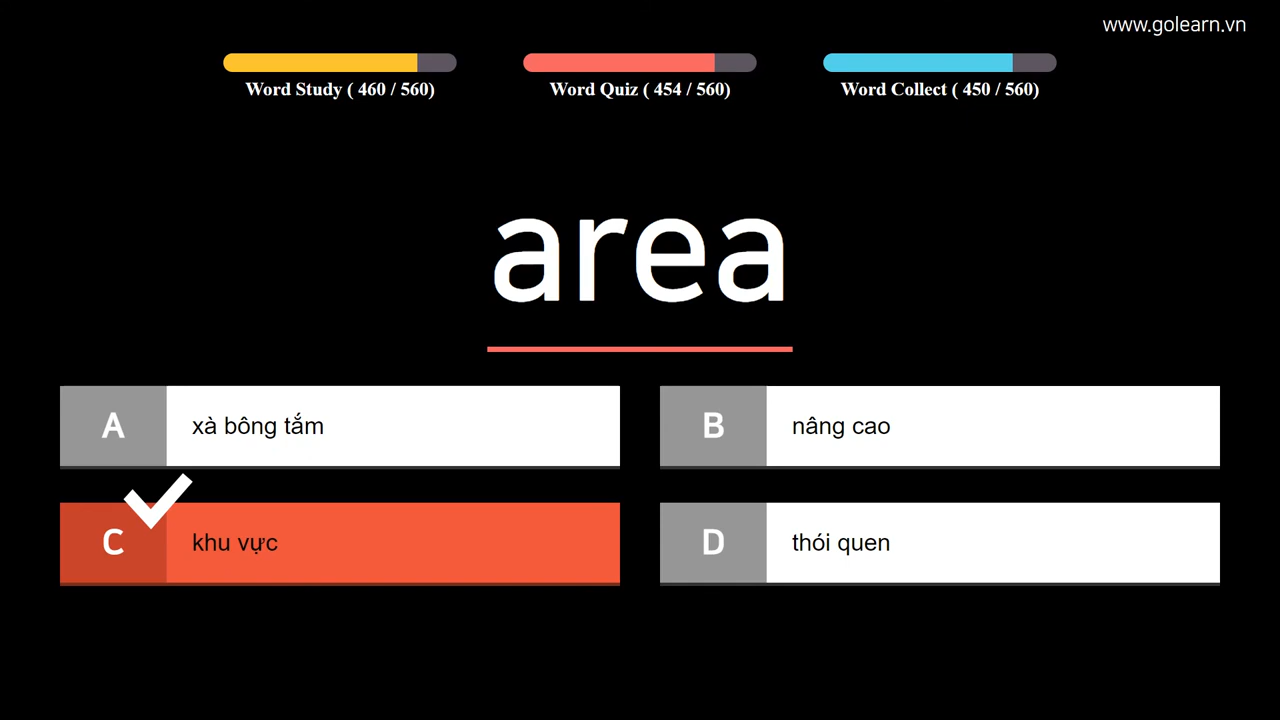 www.golearn.vn
Word Study ( 460 / 560)
Word Quiz ( 454 / 560)
Word Collect ( 450 / 560)
area
A xà bông tắm
B nâng cao
C khu vực
D thói quen